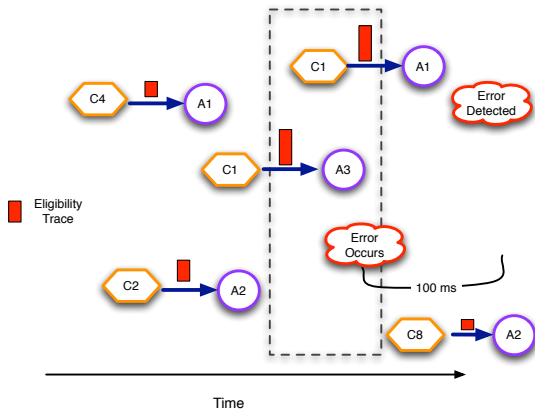 C1
A1
C4
A1
Error
Detected
C1
A3
Eligibility
Trace
Error
Occurs
C2
A2
100 ms
C8
A2
Time